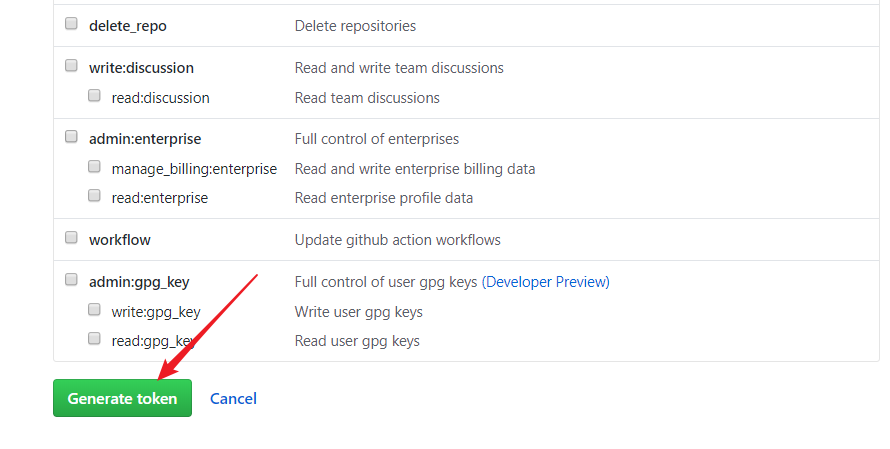 delete_repo Delete repositories
write:discussion Read and write team discussions
read:discussion Read team discussions
admin:enterprise Full control of enterprises
manage_billing:enterprise Read and write enterprise billing data
read:enterprise Read enterprise profile data
workflow Update github action workflows
admin:gpg_key Full control of user gpg keys (Developer Preview)
write:gpg_key Write user gpg keys
read:gpg_key Read user gpg keys
Generate token Cancel